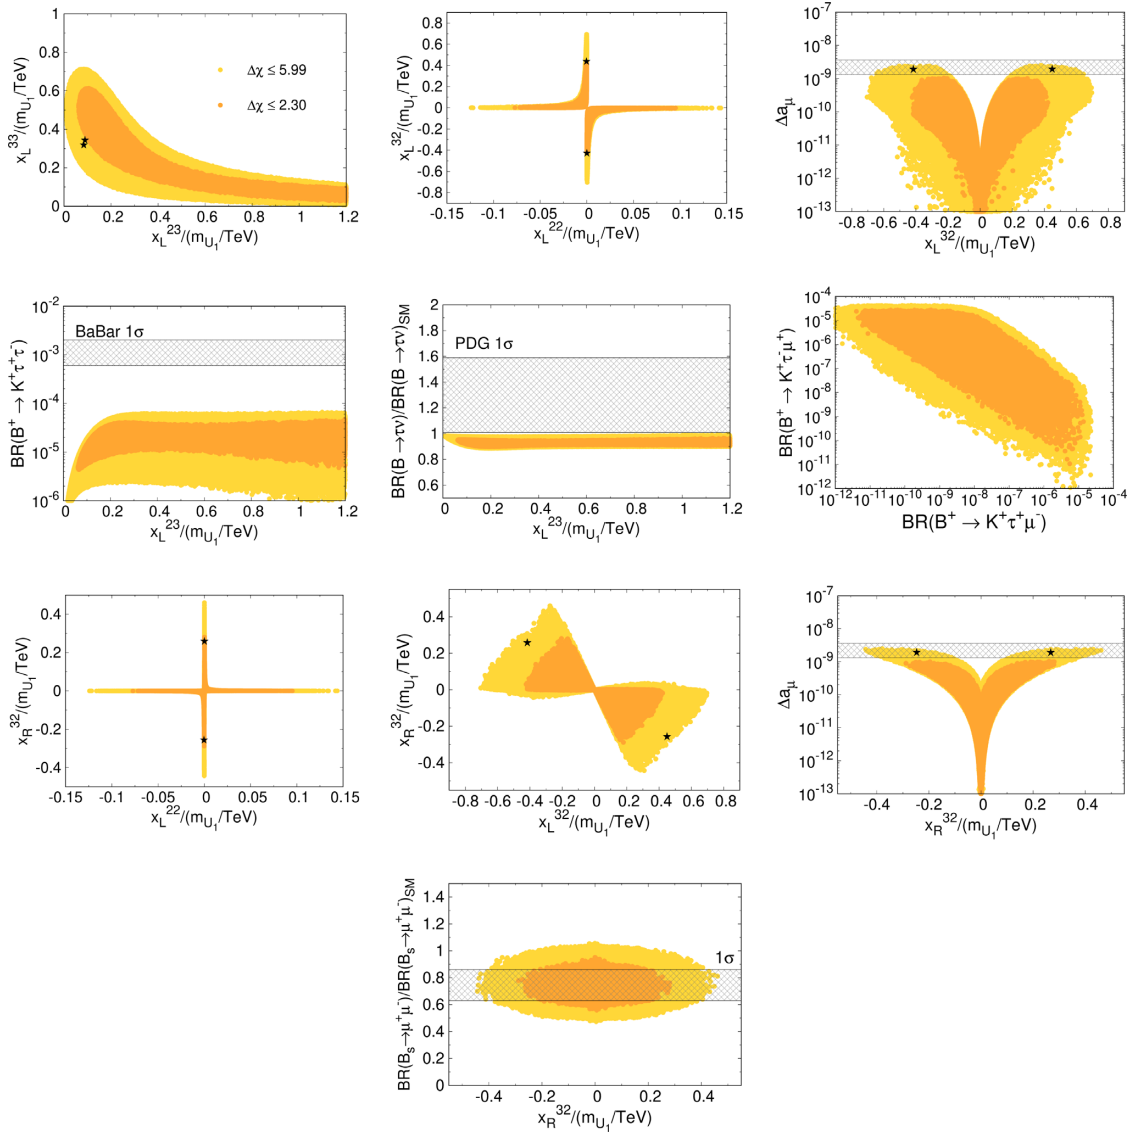 x_L^33/(m_U1/TeV)
1
0.8
0.6
0.4
0.2
0
Δχ ≤ 5.99
Δχ ≤ 2.30
0 0.2 0.4 0.6 0.8 1 1.2
x_L^23/(m_U1/TeV)
x_L^32/(m_U1/TeV)
0.8
0.6
0.4
0.2
0
-0.2
-0.4
-0.6
-0.8
-0.15 -0.1 -0.05 0 0.05 0.1 0.15
x_L^22/(m_U1/TeV)
Δa_μ
10^-7
10^-8
10^-9
10^-10
10^-11
10^-12
10^-13
-0.8 -0.6 -0.4 -0.2 0 0.2 0.4 0.6 0.8
x_L^32/(m_U1/TeV)
BR(B^+ → K^+ τ^+ τ^-)
10^-2
10^-3
10^-4
10^-5
10^-6
BaBar 1σ
0 0.2 0.4 0.6 0.8 1 1.2
x_L^23/(m_U1/TeV)
BR(B → τν)/BR(B → τν)_SM
2
1.8
1.6
1.4
1.2
1
0.8
0.6
PDG 1σ
0 0.2 0.4 0.6 0.8 1 1.2
x_L^23/(m_U1/TeV)
BR(B^+ → K^+ τ^- μ^+)
10^-4
10^-5
10^-6
10^-7
10^-8
10^-9
10^-10
10^-11
10^-12
10^-12 10^-11 10^-10 10^-9 10^-8 10^-7 10^-6 10^-5 10^-4
BR(B^+ → K^+ τ^+ μ^-)
x_R^32/(m_U1/TeV)
0.4
0.2
0
-0.2
-0.4
-0.15 -0.1 -0.05 0 0.05 0.1 0.15
x_L^22/(m_U1/TeV)
x_R^32/(m_U1/TeV)
0.4
0.2
0
-0.2
-0.4
-0.8 -0.6 -0.4 -0.2 0 0.2 0.4 0.6 0.8
x_L^32/(m_U1/TeV)
Δa_μ
10^-7
10^-8
10^-9
10^-10
10^-11
10^-12
10^-13
-0.4 -0.2 0 0.2 0.4
x_R^32/(m_U1/TeV)
BR(B_s→μ^+μ^-)/BR(B_s→μ^+μ^-)_SM
1.4
1.2
1
0.8
0.6
0.4
0.2
0
1σ
-0.4 -0.2 0 0.2 0.4
x_R^32/(m_U1/TeV)